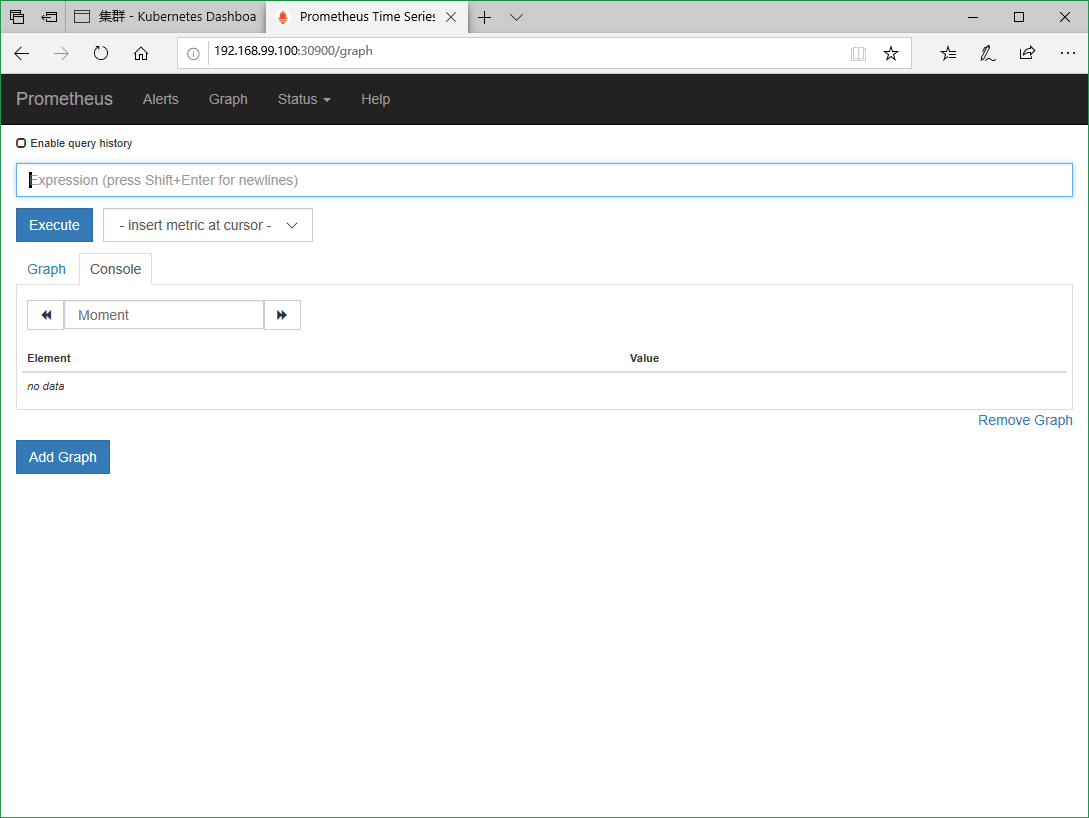 集群 - Kubernetes Dashboa
Prometheus Time Series
192.168.99.100:30900/graph
Prometheus Alerts Graph Status Help
Enable query history
Expression (press Shift+Enter for newlines)
Execute - insert metric at cursor -
Graph Console
Moment
Element Value
no data
Remove Graph
Add Graph